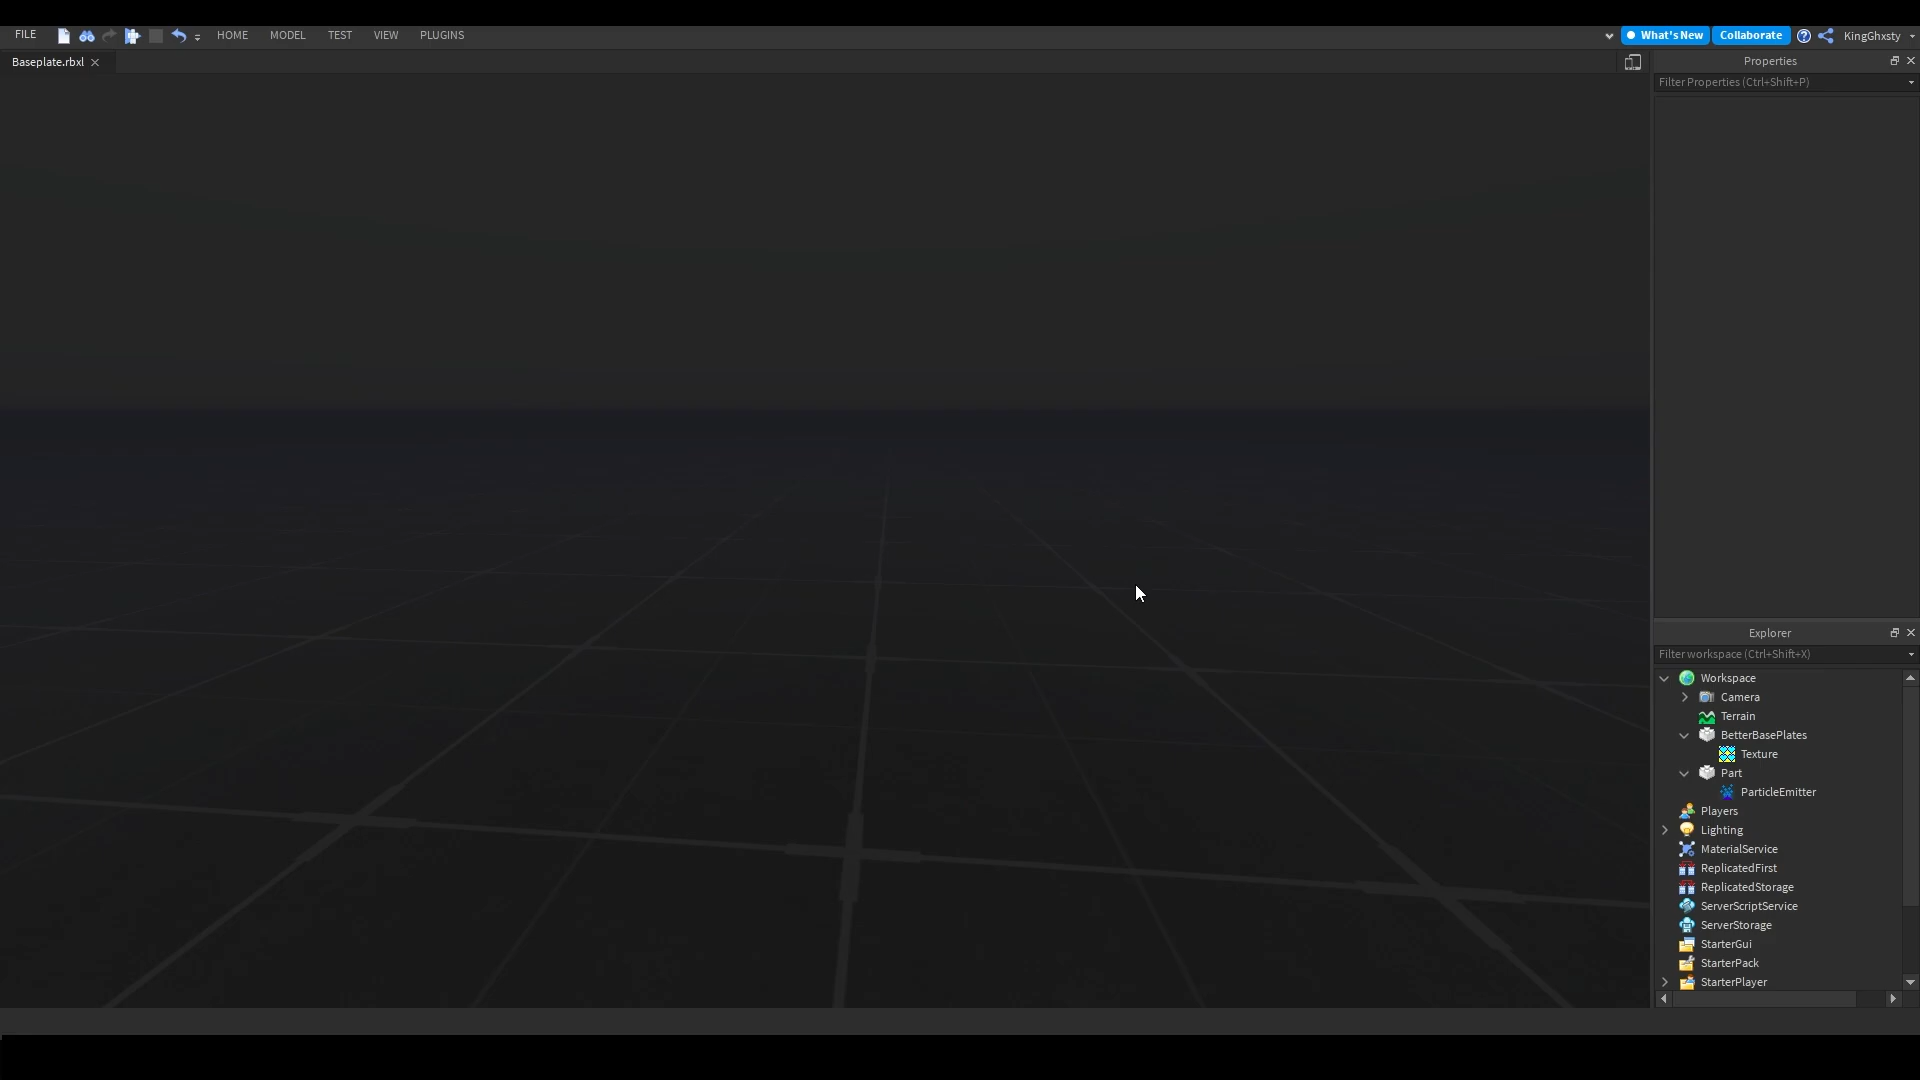 FILE HOME MODEL TEST VIEW PLUGINS What's New Collaborate KingGhxsty
Baseplate.rbxl
Properties
Filter Properties (Ctrl+Shift+P)
Explorer
Filter workspace (Ctrl+Shift+X)
Workspace
Camera
Terrain
BetterBasePlates
Texture
Part
ParticleEmitter
Players
Lighting
MaterialService
ReplicatedFirst
ReplicatedStorage
ServerScriptService
ServerStorage
StarterGui
StarterPack
StarterPlayer